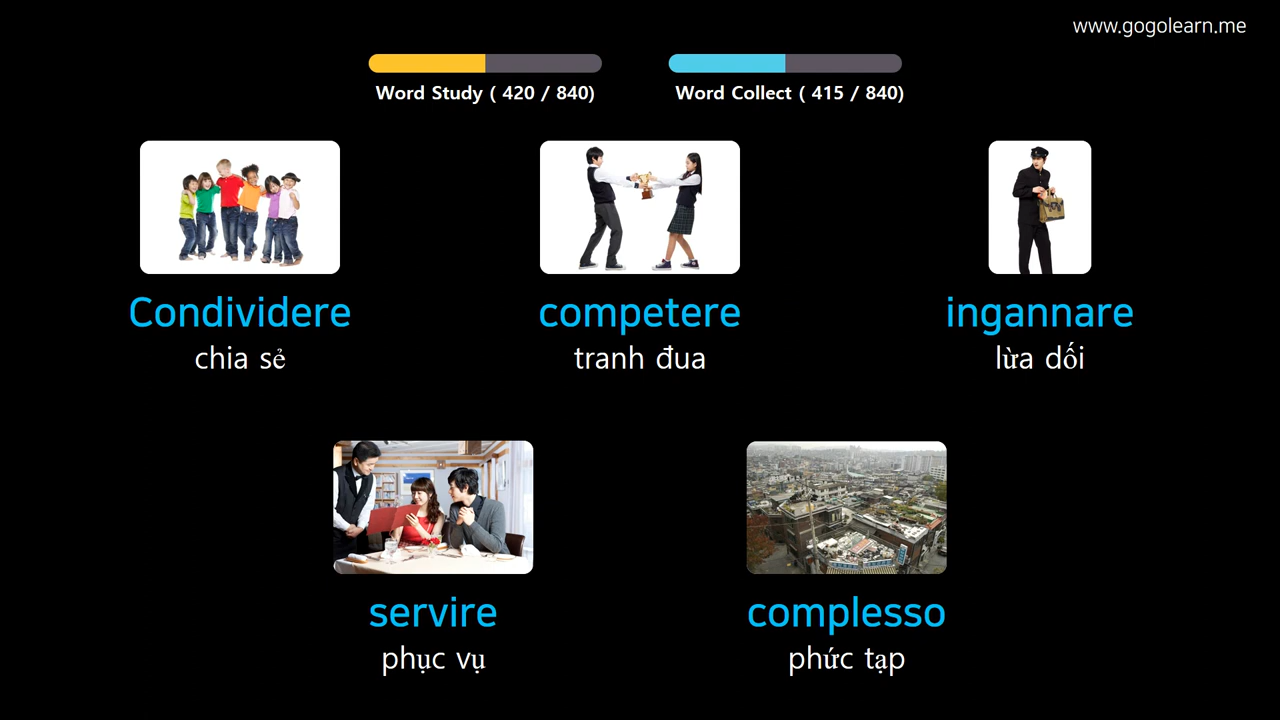 www.gogolearn.me
Word Study ( 420 / 840)
Word Collect ( 415 / 840)
Condividere
chia sẻ
competere
tranh đua
ingannare
lừa dối
servire
phục vụ
complesso
phức tạp